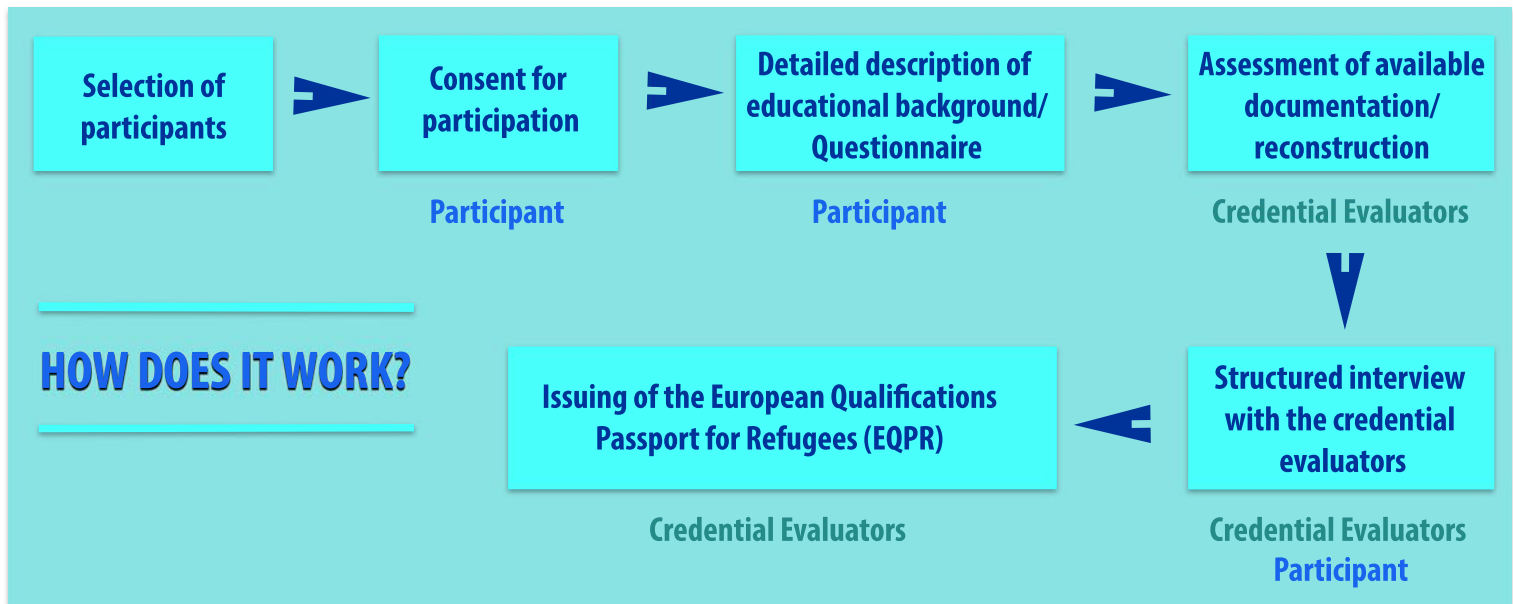 Selection of
participants
Consent for
participation
Participant
Detailed description of
educational background/
Questionnaire
Participant
Assessment of available
documentation/
reconstruction
Credential Evaluators
HOW DOES IT WORK?
Structured interview
with the credential
evaluators
Credential Evaluators
Participant
Issuing of the European Qualifications
Passport for Refugees (EQPR)
Credential Evaluators